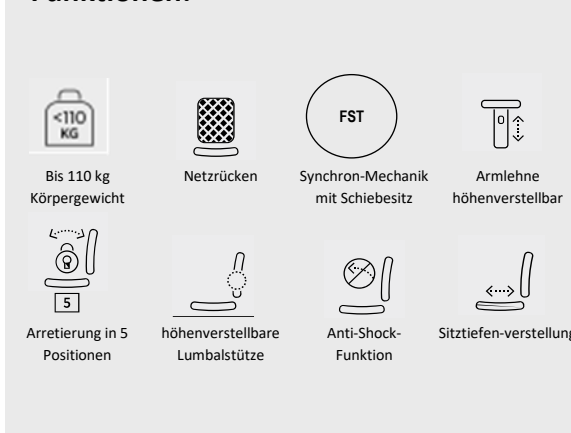 Funktionen:
<110
KG
FST
Bis 110 kg
Körpergewicht
Netzrücken
Synchron-Mechanik
mit Schiebesitz
Armlehne
höhenverstellbar
5
Arretierung in 5
Positionen
höhenverstellbare
Lumbalstütze
Anti-Shock-
Funktion
Sitztiefen-verstellung